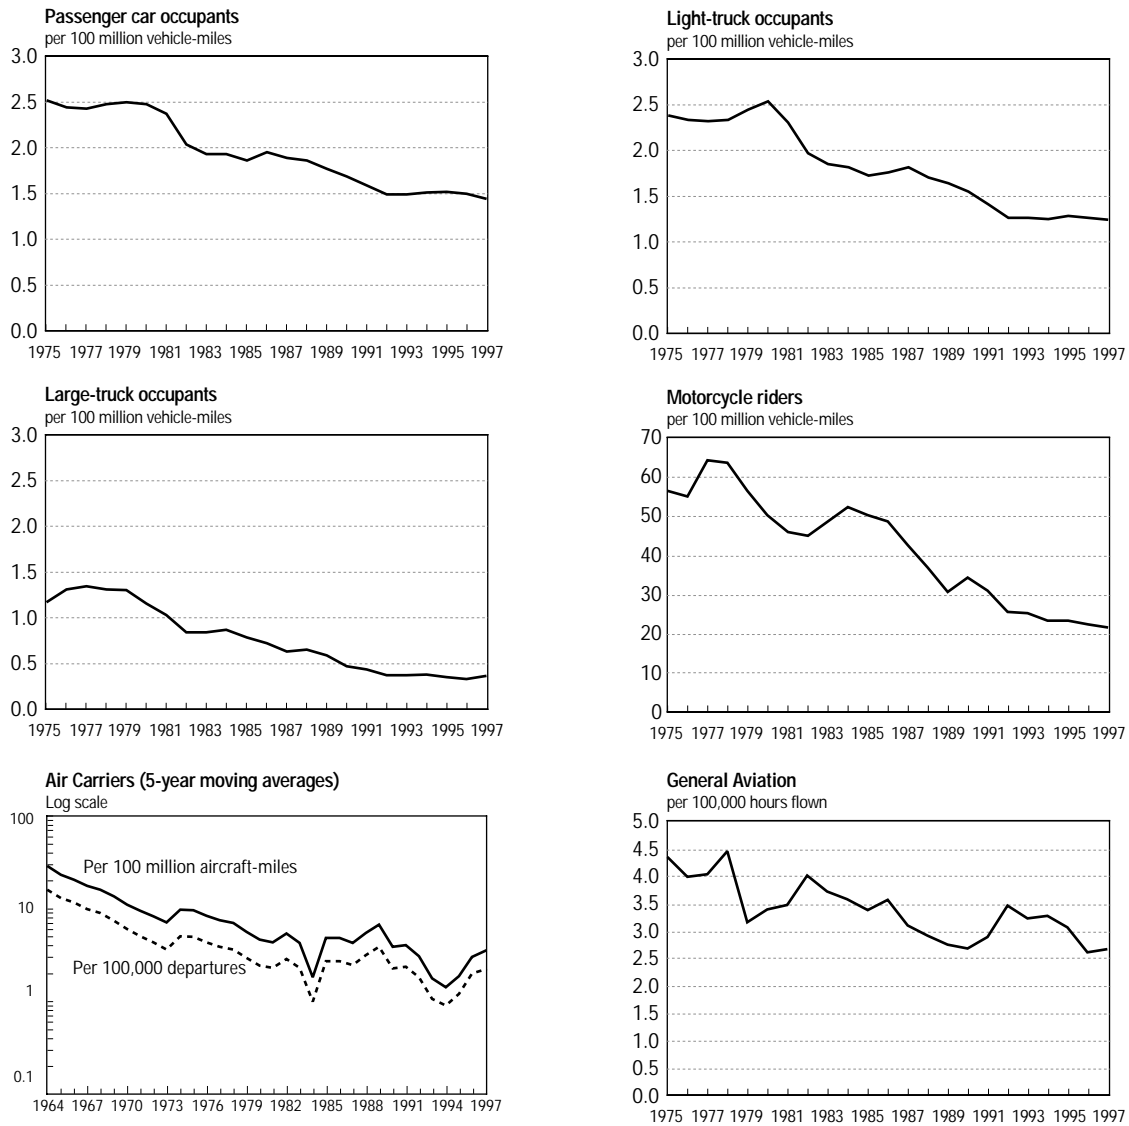 Passenger car occupants
per 100 million vehicle-miles
3.0
2.5
2.0
1.5
1.0
0.5
0.0
1975 1977 1979 1981 1983 1985 1987 1989 1991 1993 1995 1997
Light-truck occupants
per 100 million vehicle-miles
3.0
2.5
2.0
1.5
1.0
0.5
0.0
1975 1977 1979 1981 1983 1985 1987 1989 1991 1993 1995 1997
Large-truck occupants
per 100 million vehicle-miles
3.0
2.5
2.0
1.5
1.0
0.5
0.0
1975 1977 1979 1981 1983 1985 1987 1989 1991 1993 1995 1997
Motorcycle riders
per 100 million vehicle-miles
70
60
50
40
30
20
10
0
1975 1977 1979 1981 1983 1985 1987 1989 1991 1993 1995 1997
Air Carriers (5-year moving averages)
Log scale
100
Per 100 million aircraft-miles
10
Per 100,000 departures
1
0.1
1964 1967 1970 1973 1976 1979 1982 1985 1988 1991 1994 1997
General Aviation
per 100,000 hours flown
5.0
4.5
4.0
3.5
3.0
2.5
2.0
1.5
1.0
0.5
0.0
1975 1977 1979 1981 1983 1985 1987 1989 1991 1993 1995 1997